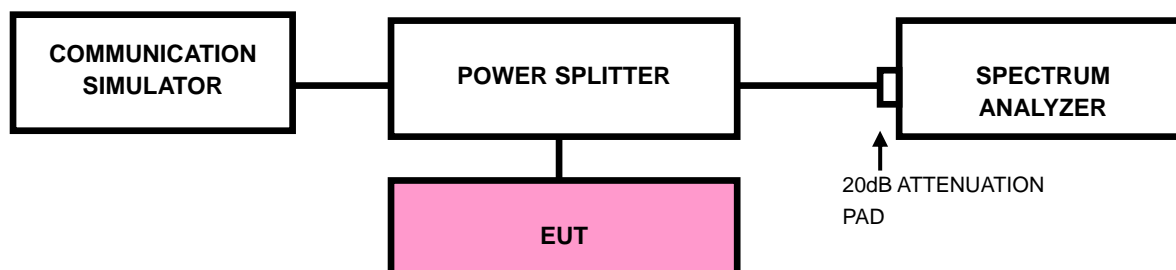 COMMUNICATION
SIMULATOR
POWER SPLITTER
SPECTRUM
ANALYZER
20dB ATTENUATION
PAD
EUT